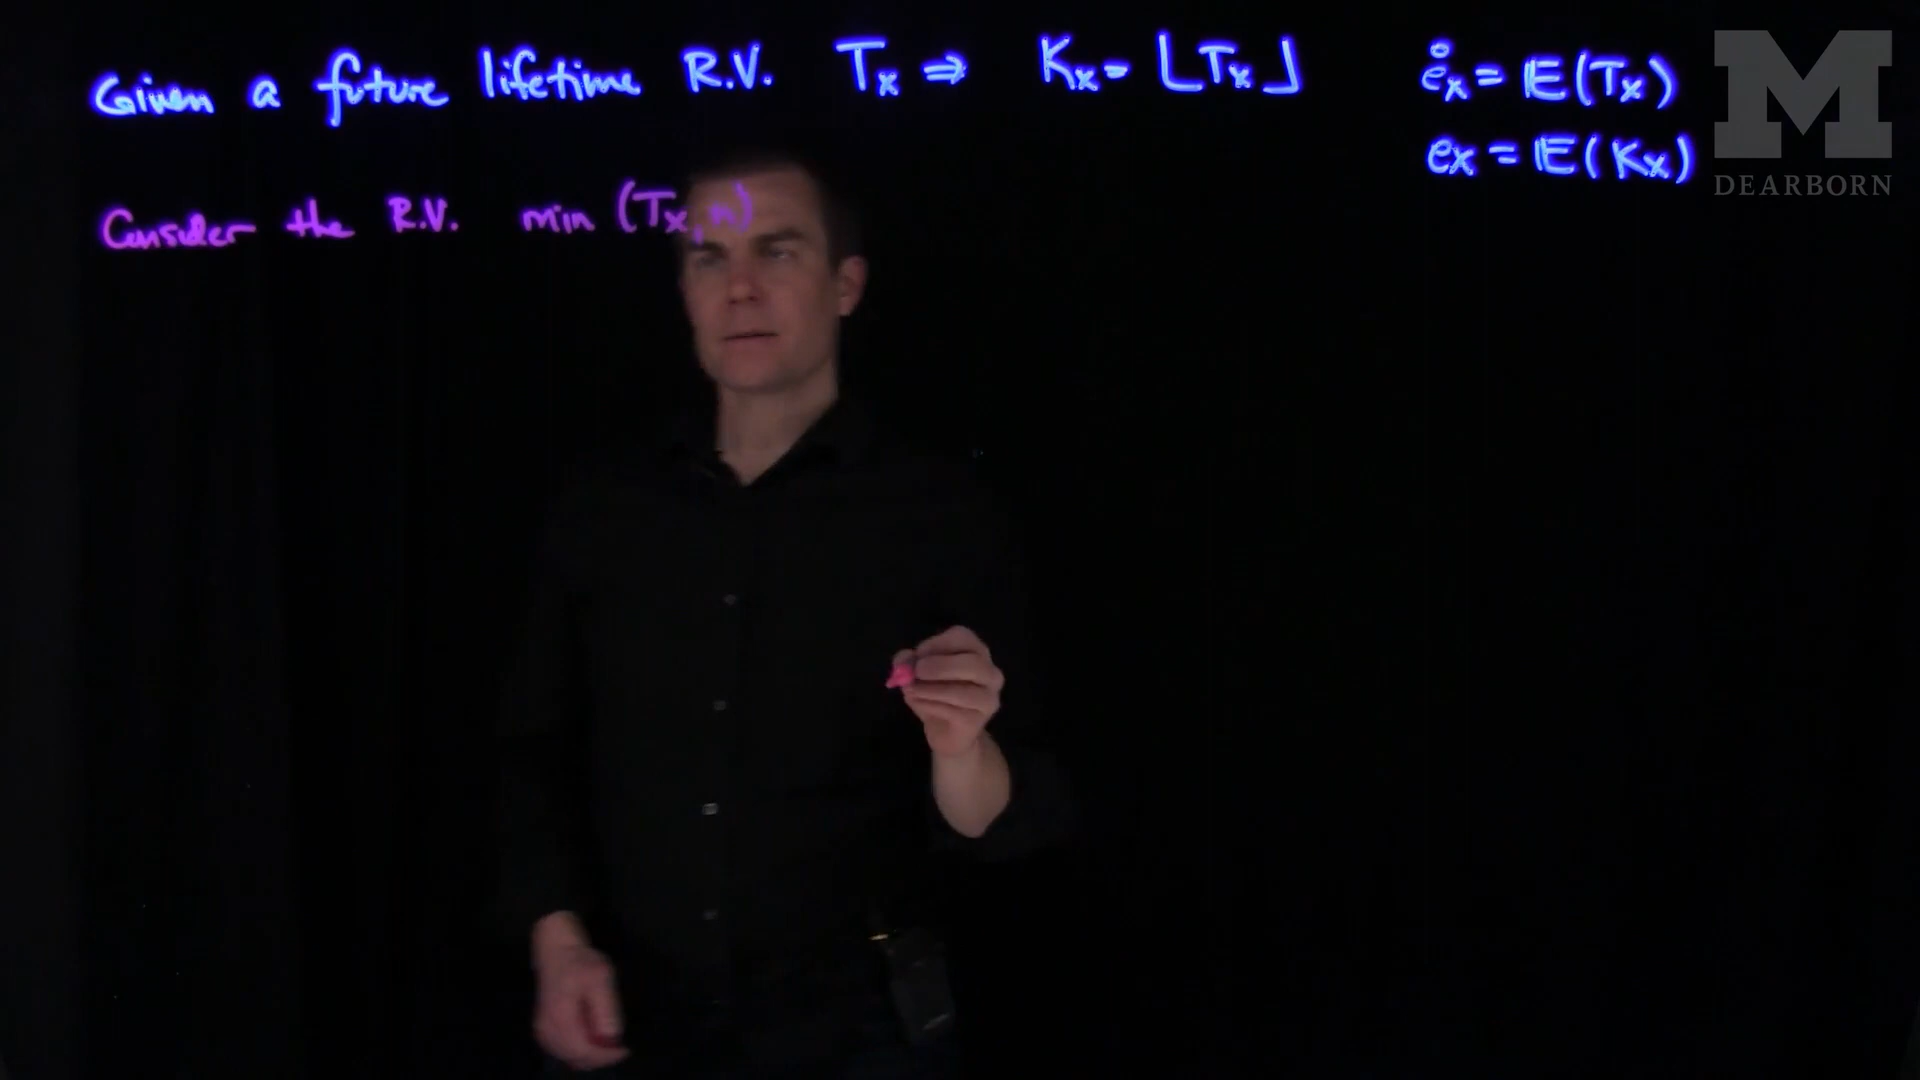 Given a future lifetime R.V. Tx ⇒ Kx = ⌊Tx⌋
e̊x = E(Tx)
ex = E(Kx)
M
DEARBORN
Consider the R.V. min (Tx, n)